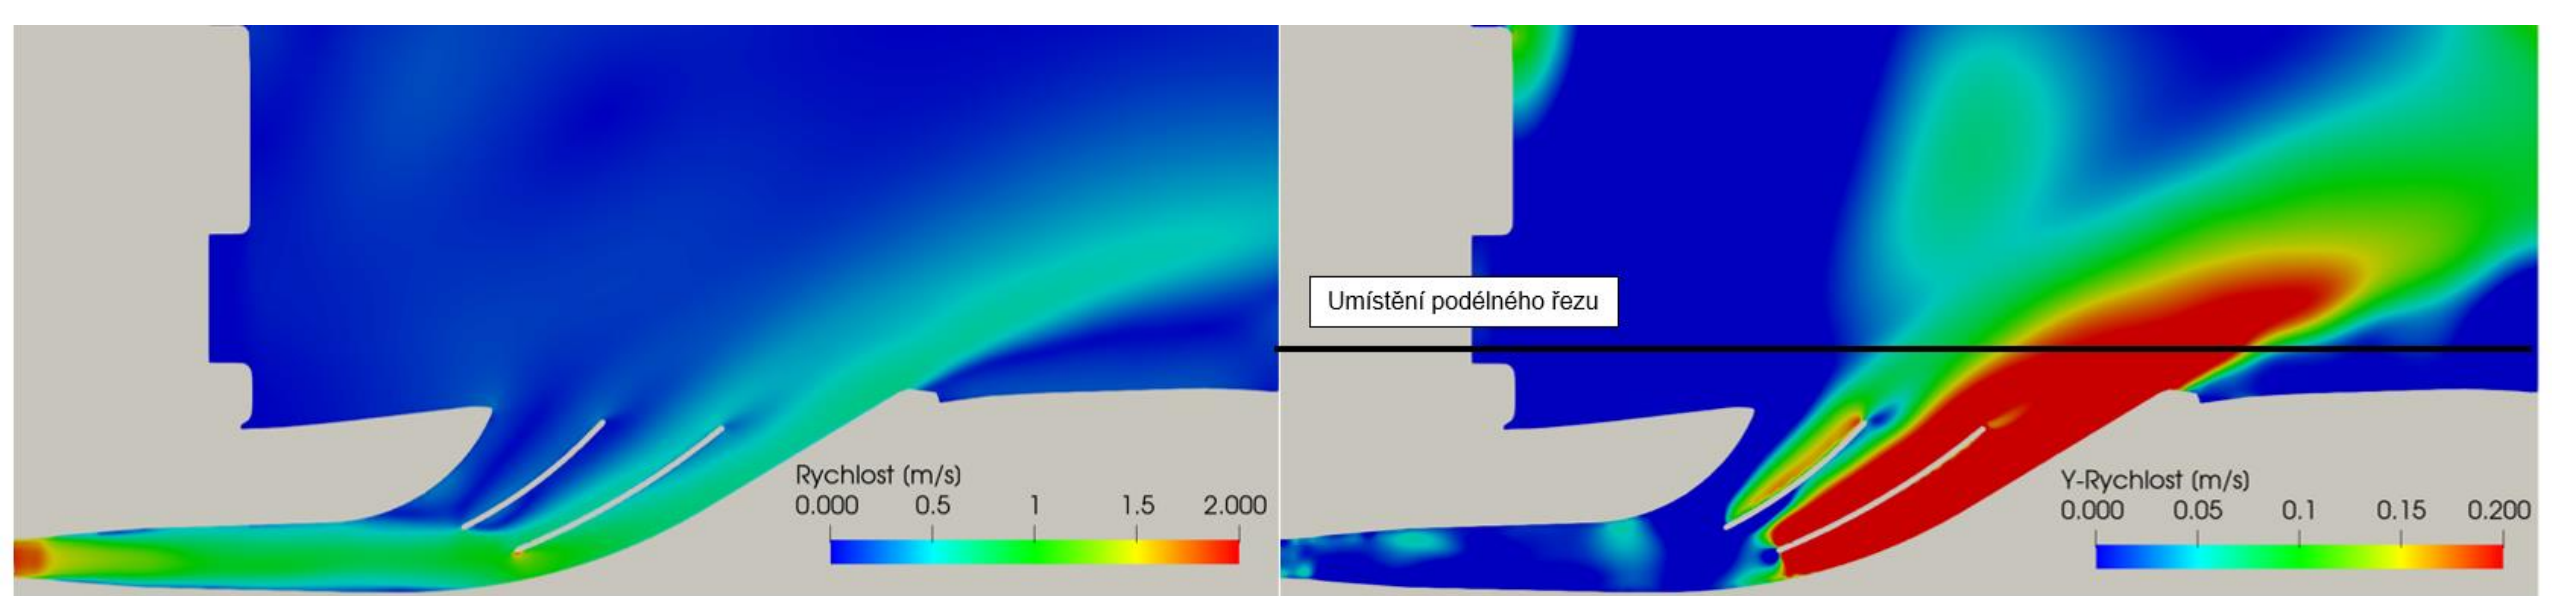 Umístění podélného řezu
Rychlost (m/s)
0.000 0.5 1 1.5 2.000
Y-Rychlost (m/s)
0.000 0.05 0.1 0.15 0.200